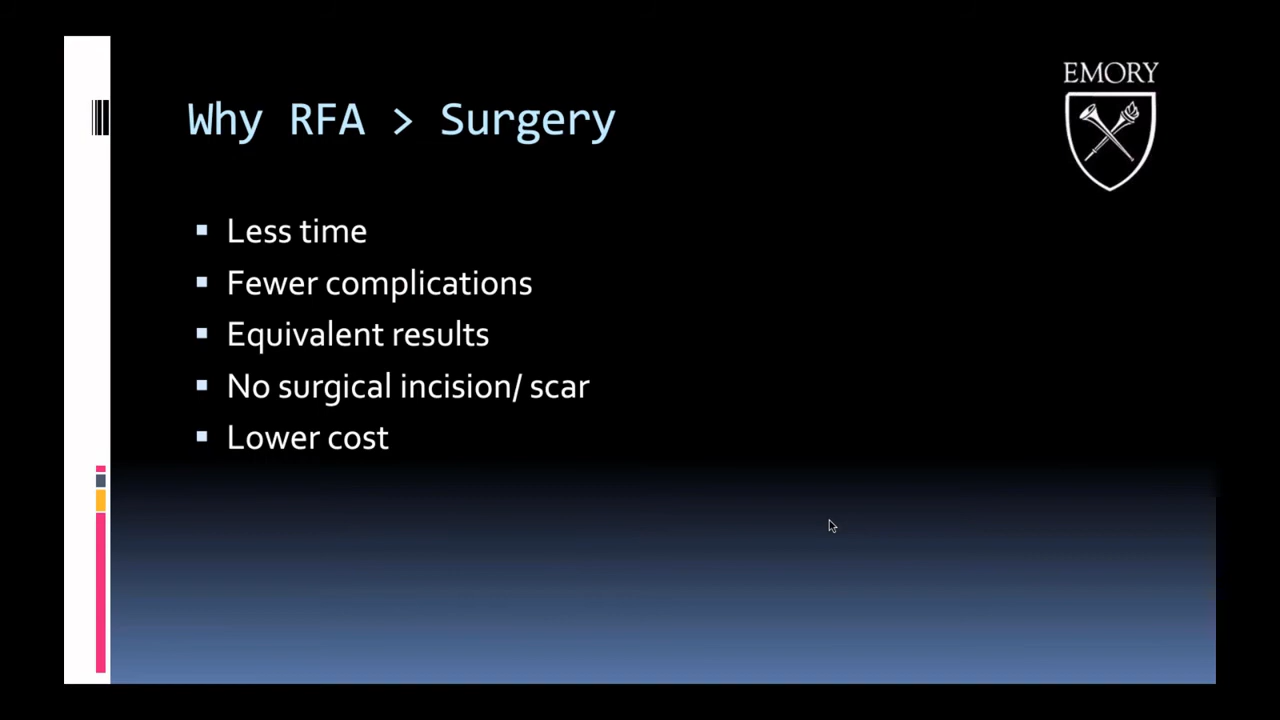 EMORY
Why RFA > Surgery
Less time
Fewer complications
Equivalent results
No surgical incision/ scar
Lower cost